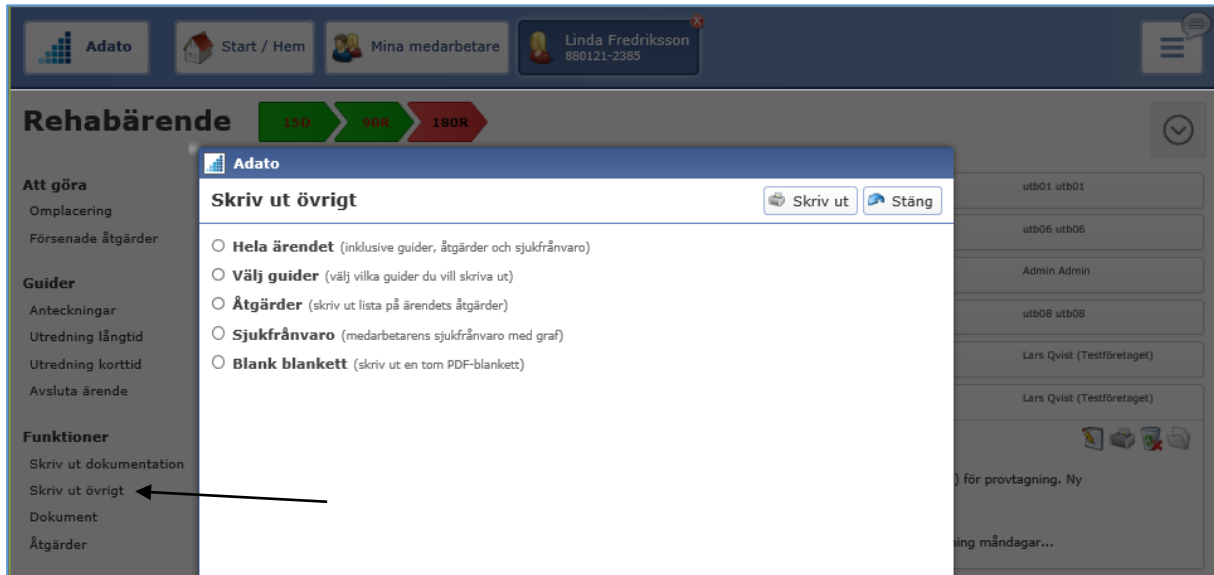 Adato
Start / Hem
Mina medarbetare
Linda Fredriksson
880121-2385
Rehabärende
15D
90R
180R
Att göra
Omplacering
Försenade åtgärder
Guider
Anteckningar
Utredning långtid
Utredning korttid
Avsluta ärende
Funktioner
Skriv ut dokumentation
Skriv ut övrigt
Dokument
Åtgärder
Adato
Skriv ut övrigt
Skriv ut
Stäng
Hela ärendet (inklusive guider, åtgärder och sjukfrånvaro)
Välj guider (välj vilka guider du vill skriva ut)
Åtgärder (skriv ut lista på ärendets åtgärder)
Sjukfrånvaro (medarbetarens sjukfrånvaro med graf)
Blank blankett (skriv ut en tom PDF-blankett)
utb01 utb01
utb06 utb06
Admin Admin
utb08 utb08
Lars Qvist (Testföretaget)
Lars Qvist (Testföretaget)
) för provtagning. Ny
ning måndagar...